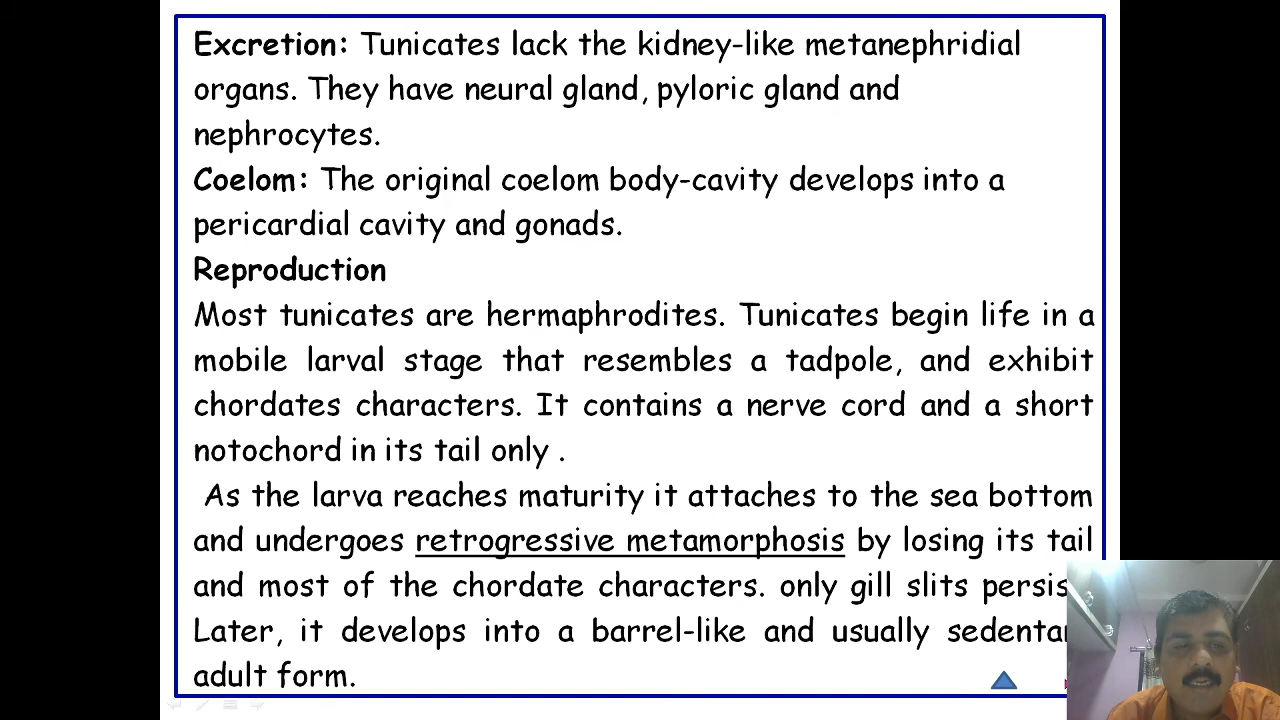 Excretion: Tunicates lack the kidney-like metanephridial
organs. They have neural gland, pyloric gland and
nephrocytes.
Coelom: The original coelom body-cavity develops into a
pericardial cavity and gonads.
Reproduction
Most tunicates are hermaphrodites. Tunicates begin life in a
mobile larval stage that resembles a tadpole, and exhibit
chordates characters. It contains a nerve cord and a short
notochord in its tail only .
As the larva reaches maturity it attaches to the sea bottom
and undergoes retrogressive metamorphosis by losing its tail
and most of the chordate characters. only gill slits
Later, it develops into a barrel-like and usually
adult form.